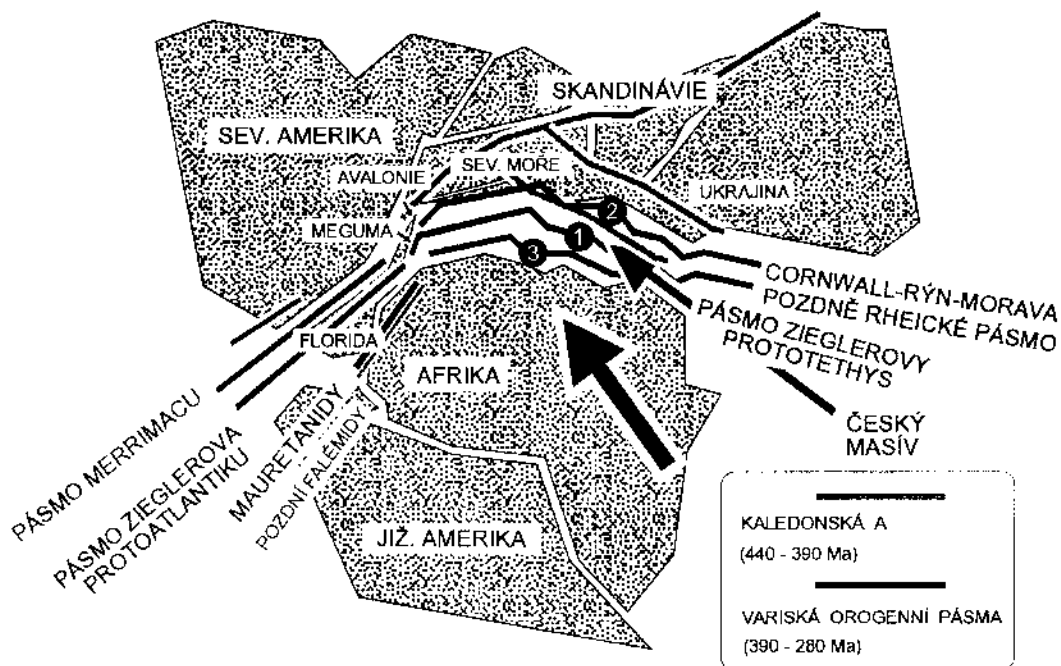 SKANDINÁVIE
SEV. AMERIKA
SEV. MOŘE
AVALONIE
UKRAJINA
MEGUMA
2
1
3
CORNWALL-RÝN-MORAVA
POZDNĚ RHEICKÉ PÁSMO
PÁSMO ZIEGLEROVY
PROTOTETHYS
FLORIDA
AFRIKA
ČESKÝ
MASÍV
PÁSMO MERRIMACU
PÁSMO ZIEGLEROVA
PROTOATLANTIKU
MAURETANIDY
POZDNÍ FALÉMIDY
JIŽ. AMERIKA
KALEDONSKÁ A
(440 - 390 Ma)
VARISKÁ OROGENNÍ PÁSMA
(390 - 280 Ma)